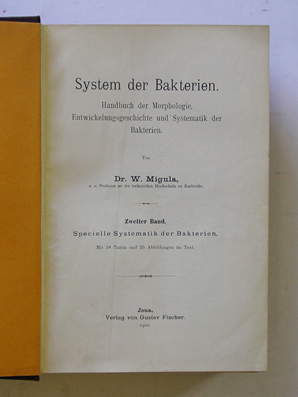 System der Bakterien.
Handbuch der Morphologie,
Entwickelungsgeschichte und Systematik der
Bakterien.
Von
Dr. W. Migula,
a. o. Professor an der technischen Hochschule zu Karlsruhe.
Zweiter Band.
Specielle Systematik der Bakterien.
Mit 18 Tafeln und 35 Abbildungen im Text.
Jena,
Verlag von Gustav Fischer.
1900.